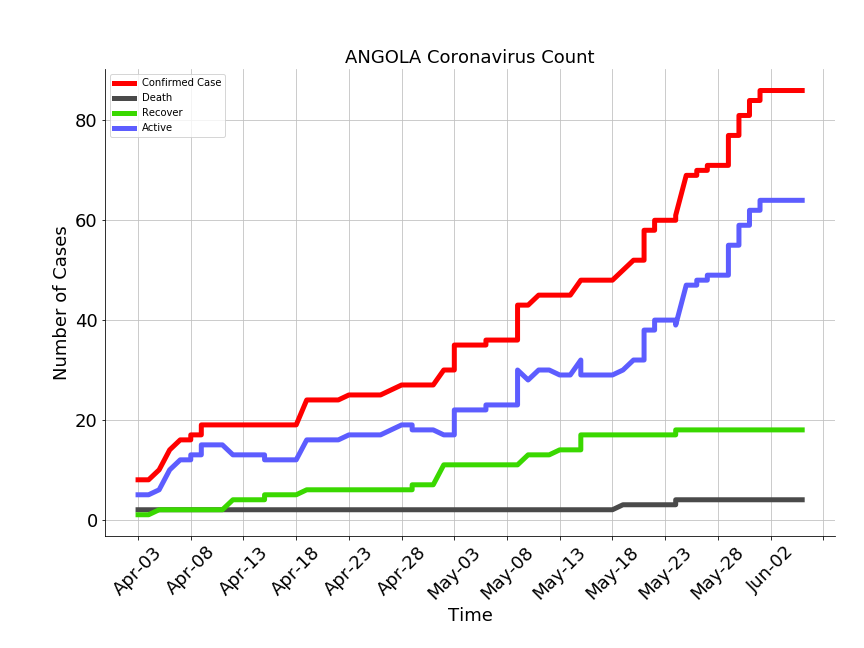 ANGOLA Coronavirus Count
Confirmed Case
Death
Recover
Active
80
60
40
20
0
Number of Cases
Apr-03
Apr-08
Apr-13
Apr-18
Apr-23
Apr-28
May-03
May-08
May-13
May-18
May-23
May-28
Jun-02
Time